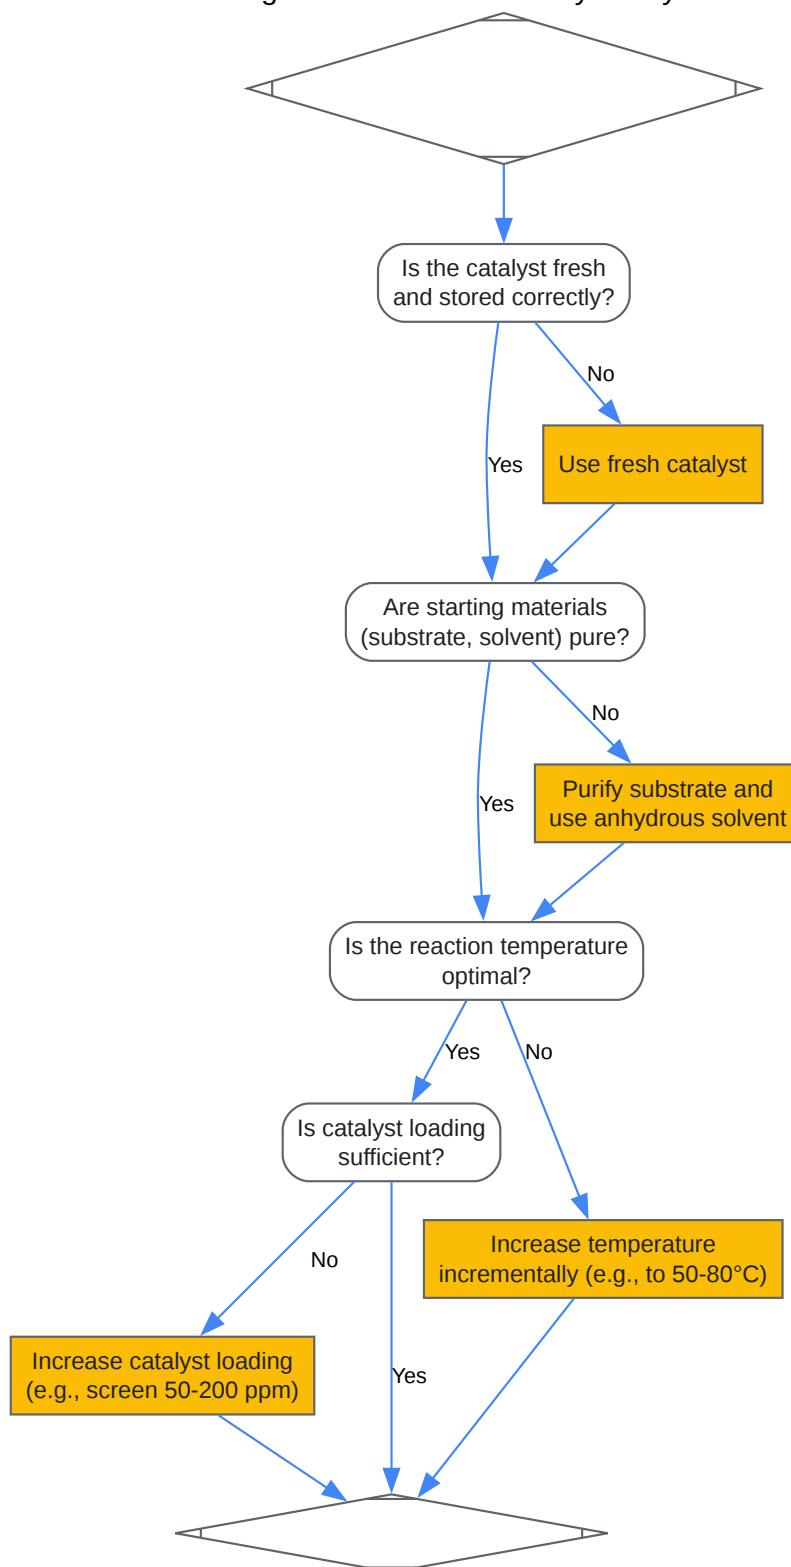 Is the catalyst fresh
and stored correctly?
No
Yes
Use fresh catalyst
Are starting materials
(substrate, solvent) pure?
No
Yes
Purify substrate and
use anhydrous solvent
Is the reaction temperature
optimal?
Yes
No
Is catalyst loading
sufficient?
No
Increase temperature
incrementally (e.g., to 50-80°C)
Increase catalyst loading
(e.g., screen 50-200 ppm)
Yes